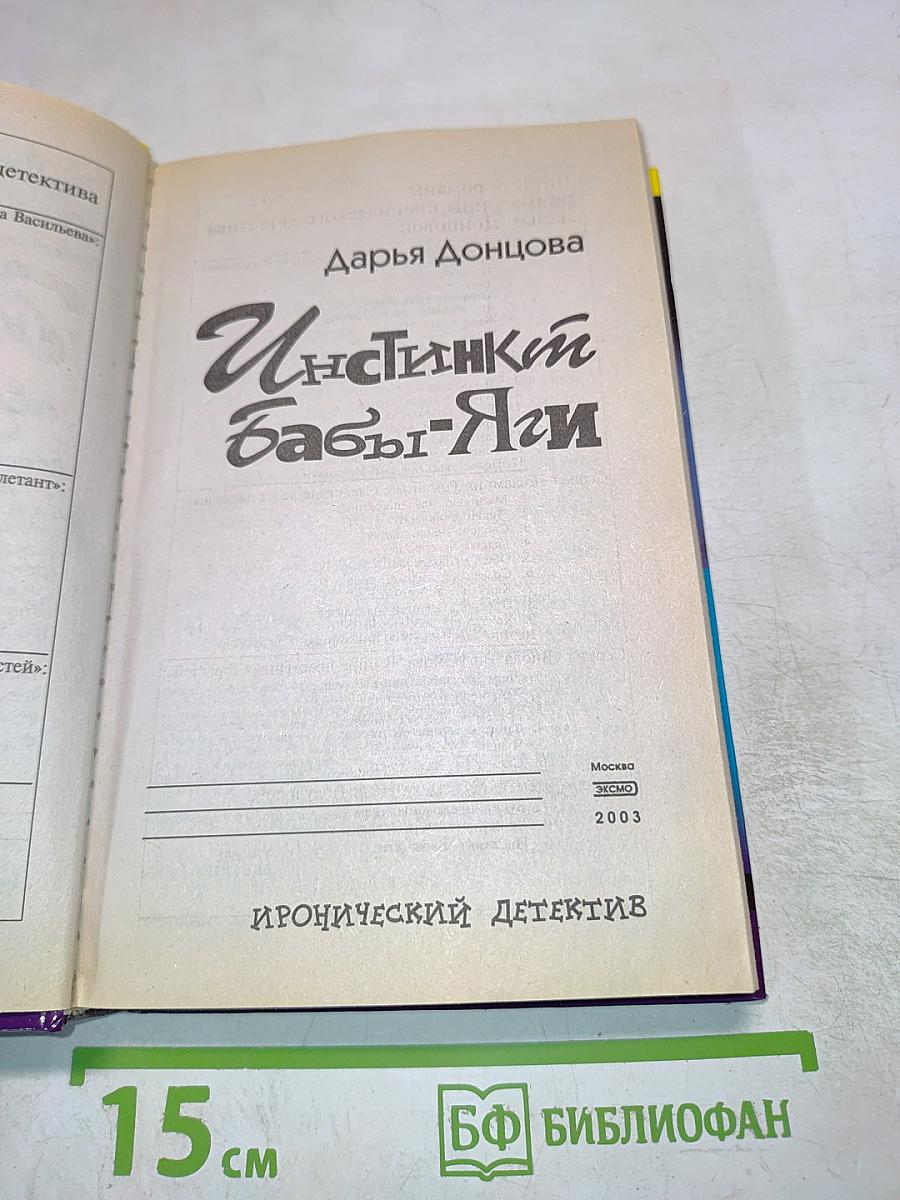 детектива
а Васильева»:
летант»:
стей»:
Дарья Донцова
Инстинкт
Бабы-Яги
Москва
ЭКСМО
2003
ИРОНИЧЕСКИЙ ДЕТЕКТИВ
15 см
БФ БИБЛИОФАН